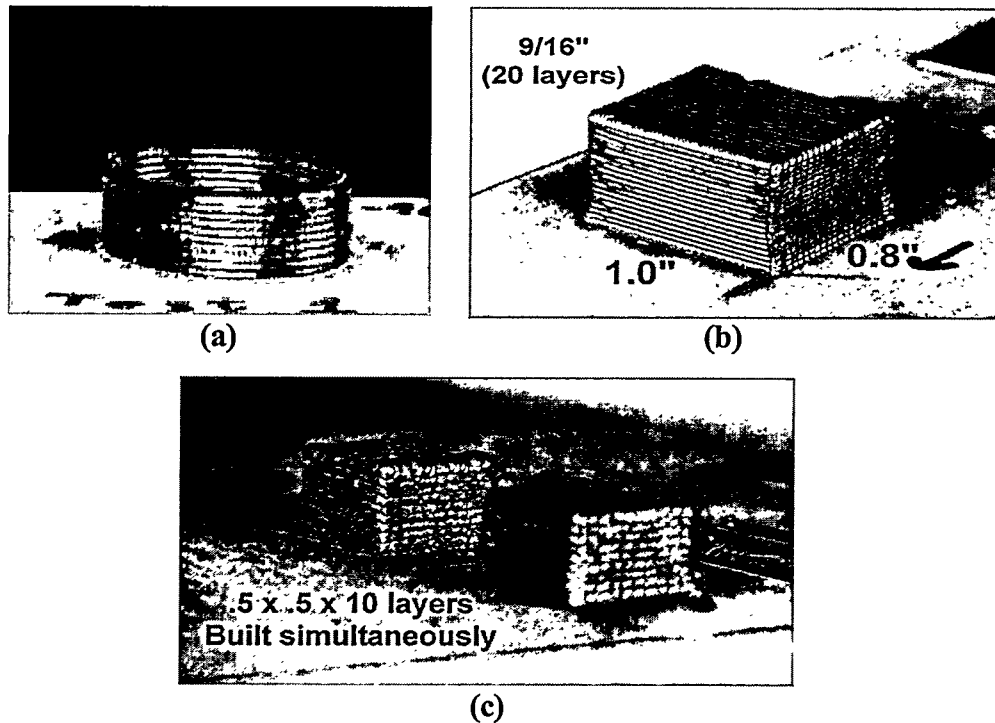 9/16"
(20 layers)
1.0"
0.8"
(a)
(b)
.5 x .5 x 10 layers
Built simultaneously
(c)